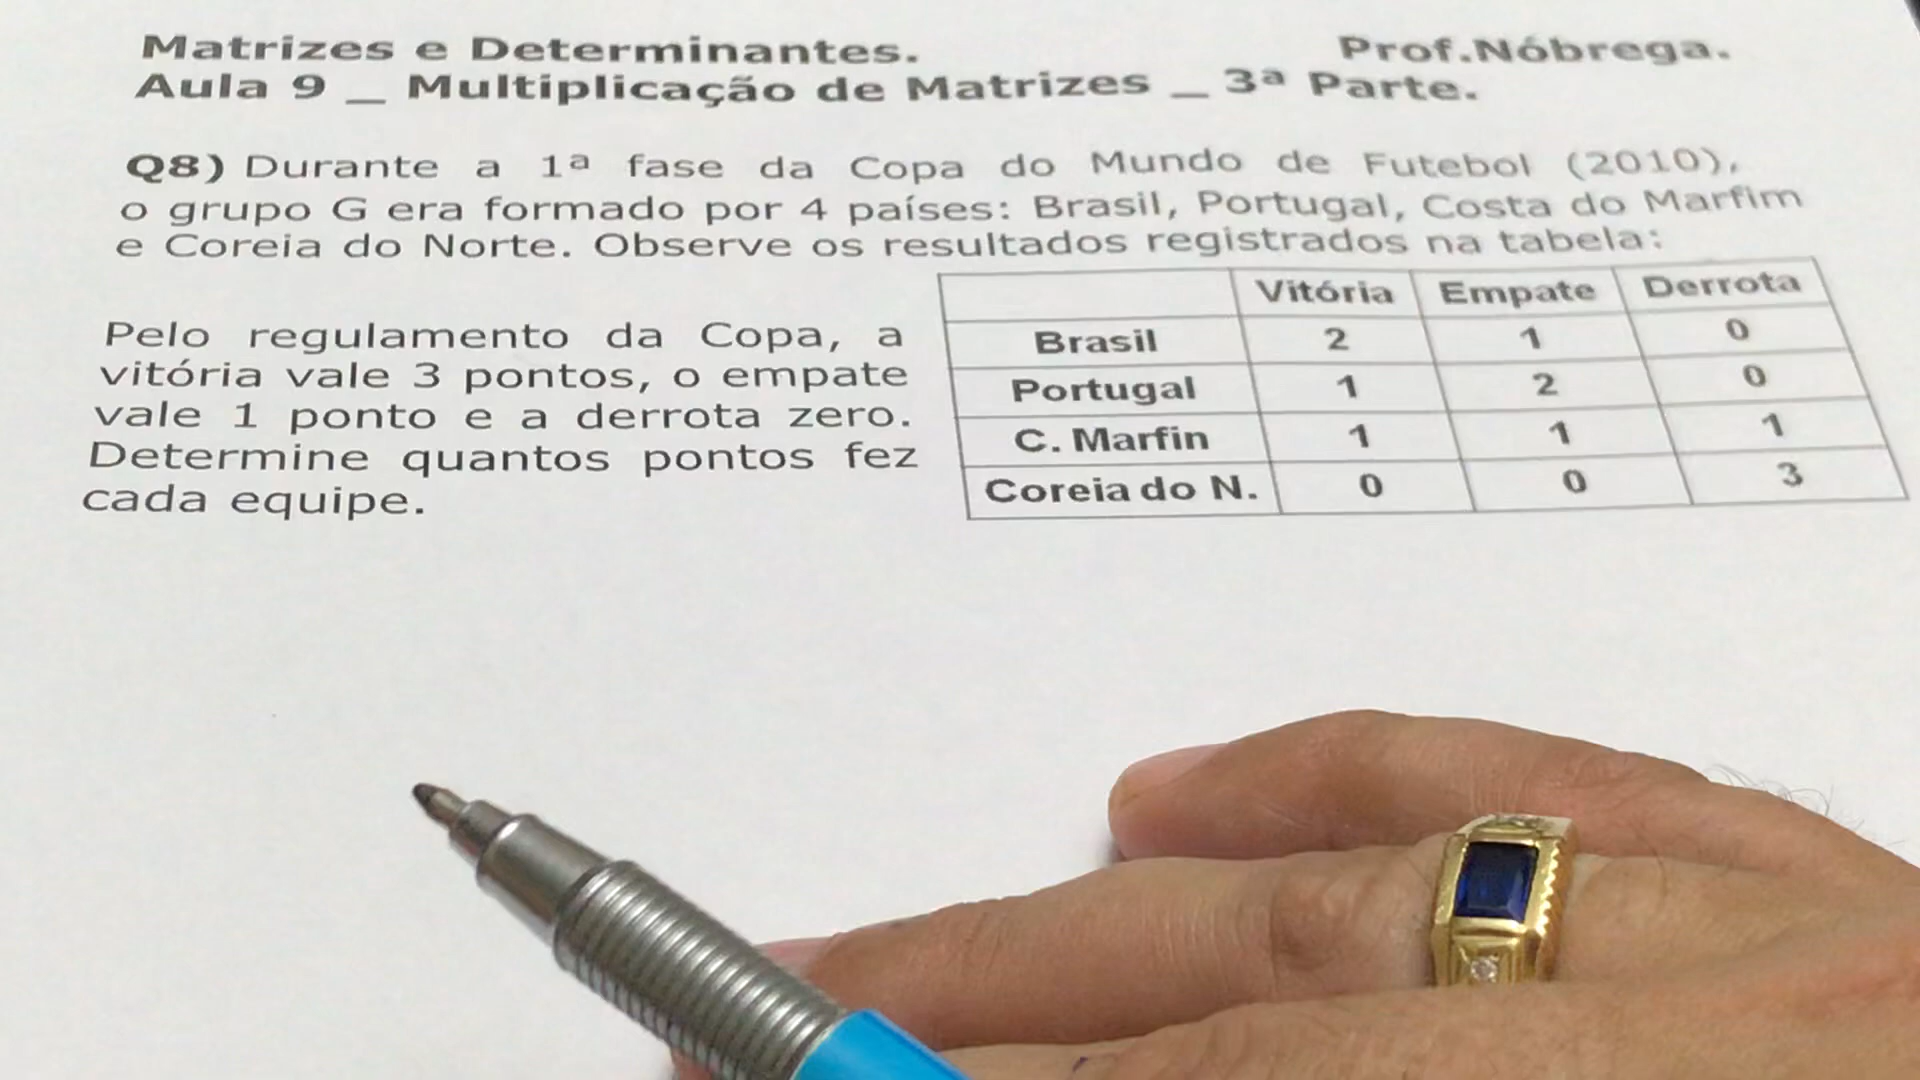 Matrizes e Determinantes. Prof.Nóbrega.
Aula 9 _ Multiplicação de Matrizes _ 3ª Parte.
Q8) Durante a 1ª fase da Copa do Mundo de Futebol (2010),
o grupo G era formado por 4 países: Brasil, Portugal, Costa do Marfim
e Coreia do Norte. Observe os resultados registrados na tabela:
Pelo regulamento da Copa, a
vitória vale 3 pontos, o empate
vale 1 ponto e a derrota zero.
Determine quantos pontos fez
cada equipe.
Vitória Empate Derrota
Brasil 2 1 0
Portugal 1 2 0
C. Marfin 1 1 1
Coreia do N. 0 0 3